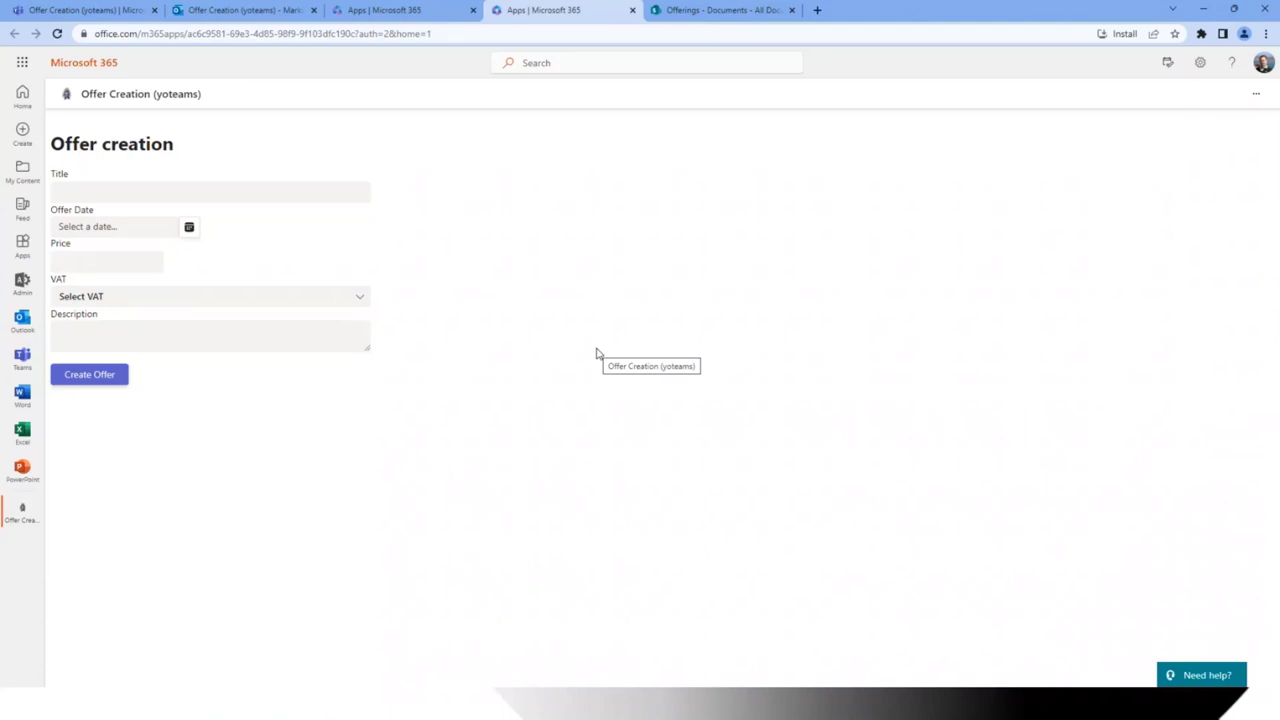 Offer Creation (yoteams) | Micros
Offer Creation (yoteams) - Mark
Apps | Microsoft 365
Apps | Microsoft 365
Offerings - Documents - All Doc
office.com/m365apps/ac6c9581-69e3-4d85-98f9-9f103dfc190c?auth=2&home=1
Install
Microsoft 365
Search
Offer Creation (yoteams)
Home
Create
My Content
Feed
Apps
Admin
Outlook
Teams
Word
Excel
PowerPoint
Offer Crea...
Offer creation
Title
Offer Date
Select a date...
Price
VAT
Select VAT
Description
Create Offer
Offer Creation (yoteams)
Need help?